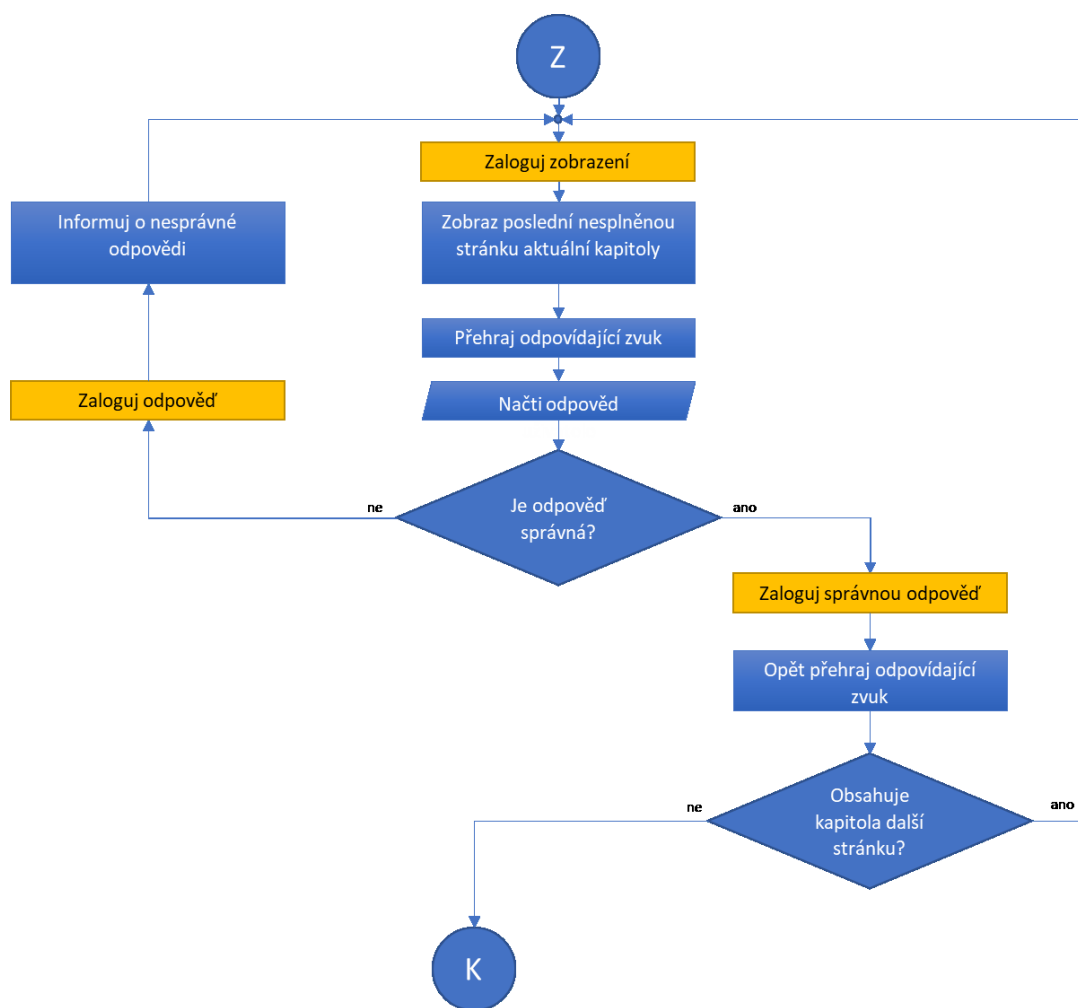 Z
Zaloguj zobrazení
Informuj o nesprávné
odpovědi
Zobraz poslední nesplněnou
stránku aktuální kapitoly
Přehraj odpovídající zvuk
Zaloguj odpověď
Načti odpověd
ne
Je odpověď
správná?
ano
Zaloguj správnou odpověď
Opět přehraj odpovídající
zvuk
ne
Obsahuje
kapitola další
stránku?
ano
K